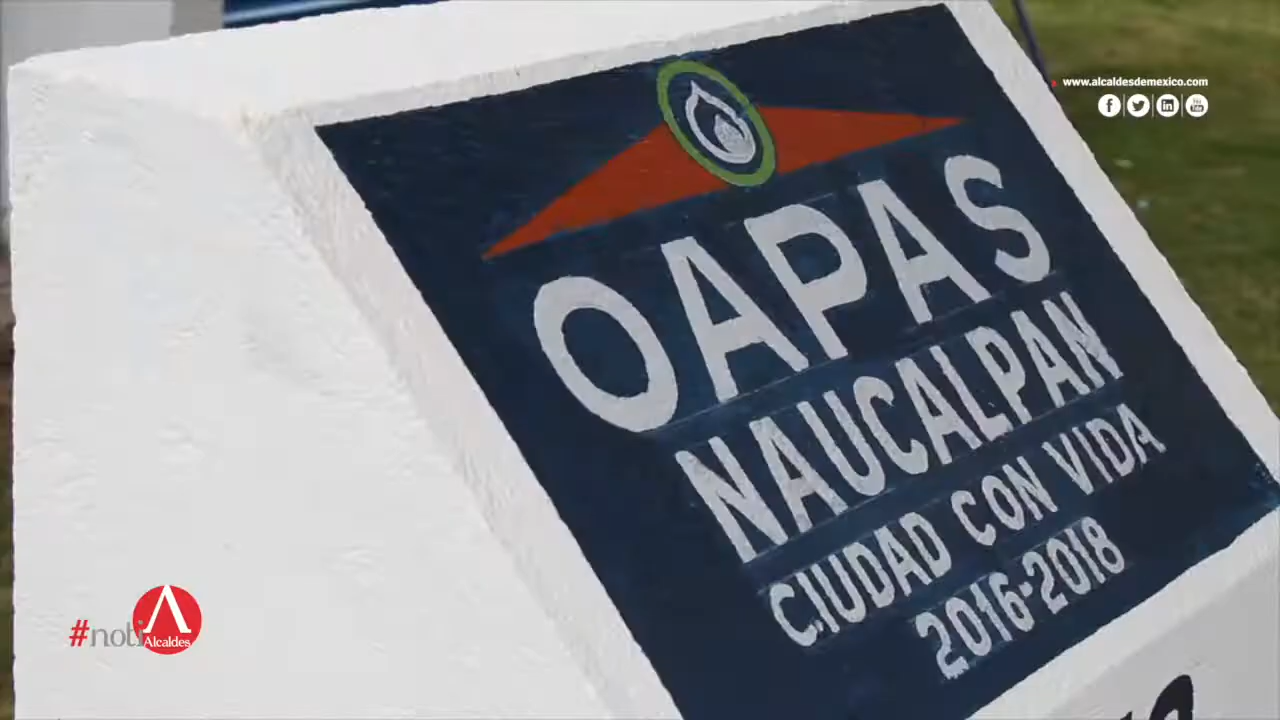 www.alcaldesdemexico.com
OAPAS
NAUCALPAN
CIUDAD CON VIDA
2016-2018
#noti
Alcaldes